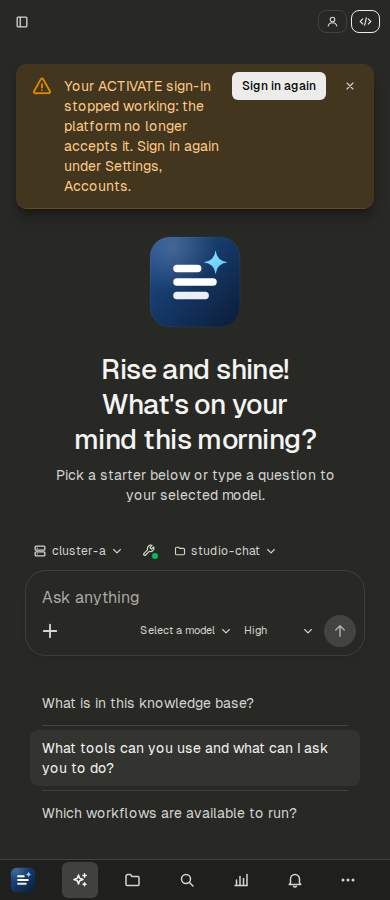 Your ACTIVATE sign-in
stopped working: the
platform no longer
accepts it. Sign in again
under Settings,
Accounts.
Sign in again
Rise and shine!
What's on your
mind this morning?
Pick a starter below or type a question to
your selected model.
cluster-a
studio-chat
Ask anything
Select a model
High
What is in this knowledge base?
What tools can you use and what can I ask
you to do?
Which workflows are available to run?